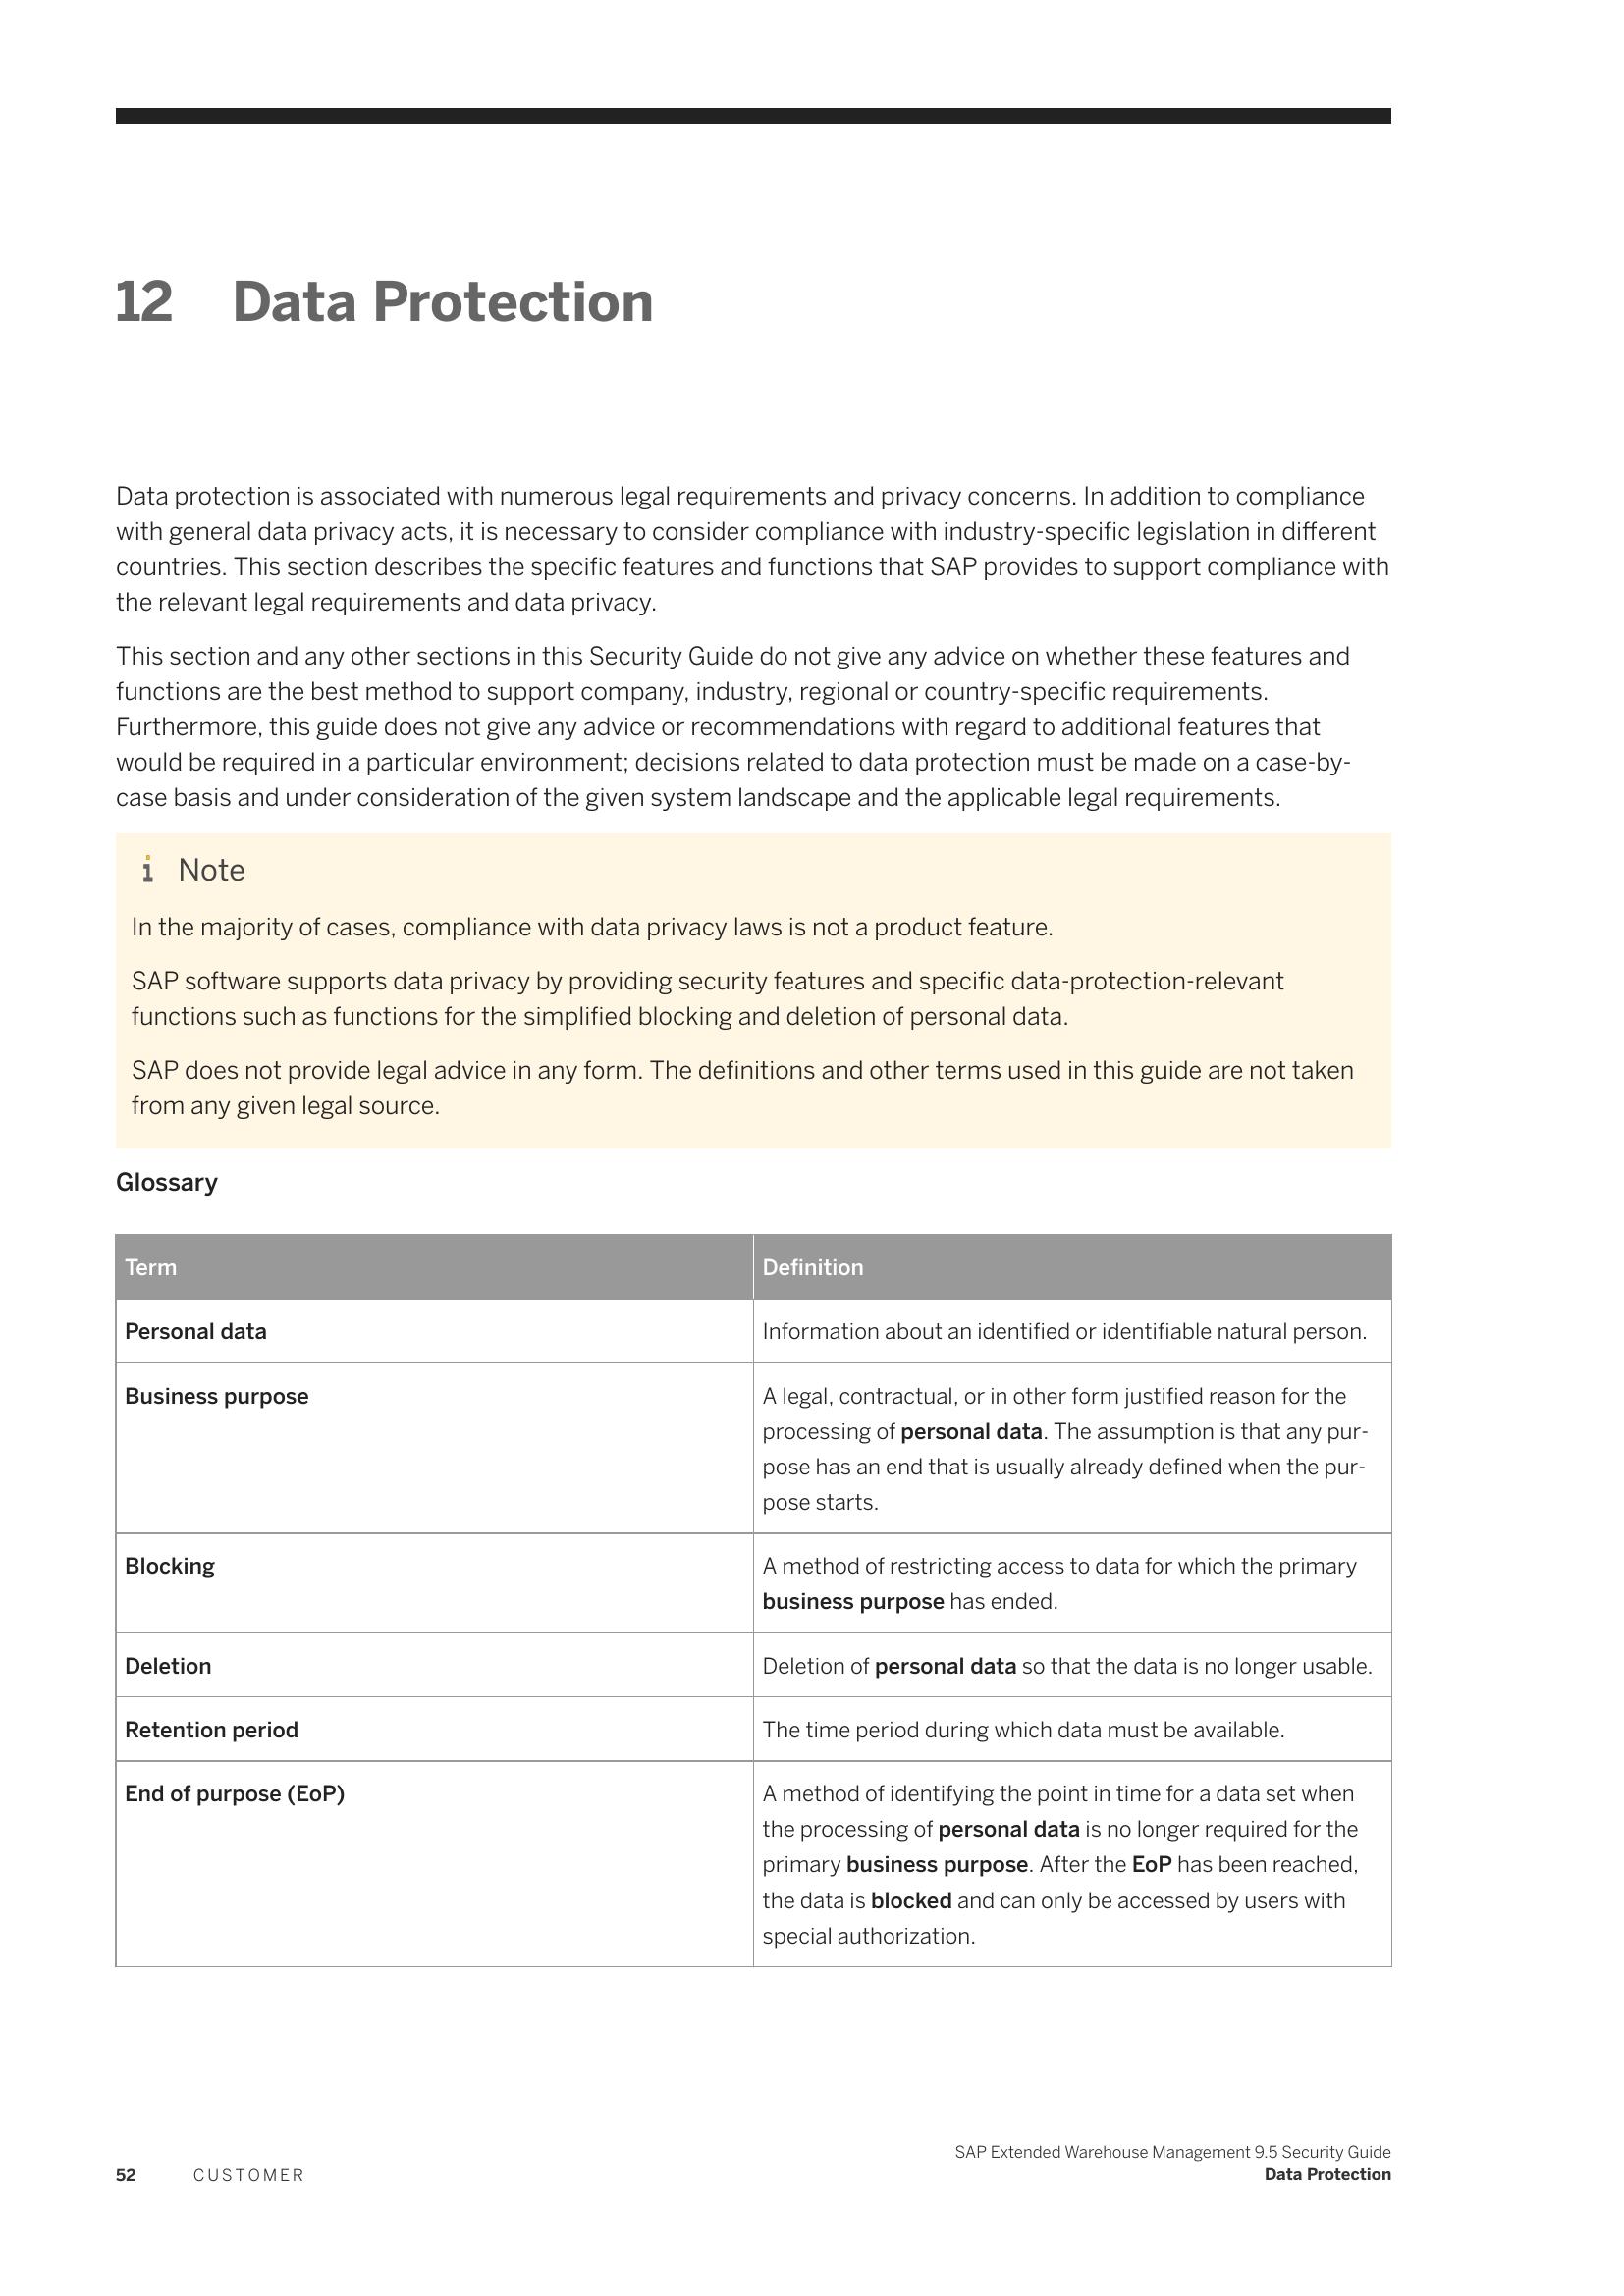 12 Data Protection
Data protection is associated with numerous legal requirements and privacy concerns. In addition to compliance
with general data privacy acts, it is necessary to consider compliance with industry-specific legislation in different
countries. This section describes the specific features and functions that SAP provides to support compliance with
the relevant legal requirements and data privacy.
This section and any other sections in this Security Guide do not give any advice on whether these features and
functions are the best method to support company, industry, regional or country-specific requirements.
Furthermore, this guide does not give any advice or recommendations with regard to additional features that
would be required in a particular environment; decisions related to data protection must be made on a case-by-
case basis and under consideration of the given system landscape and the applicable legal requirements.
i Note
In the majority of cases, compliance with data privacy laws is not a product feature.
SAP software supports data privacy by providing security features and specific data-protection-relevant
functions such as functions for the simplified blocking and deletion of personal data.
SAP does not provide legal advice in any form. The definitions and other terms used in this guide are not taken
from any given legal source.
Glossary
Term Definition
Personal data Information about an identified or identifiable natural person.
Business purpose A legal, contractual, or in other form justified reason for the
processing of personal data. The assumption is that any pur-
pose has an end that is usually already defined when the pur-
pose starts.
Blocking A method of restricting access to data for which the primary
business purpose has ended.
Deletion Deletion of personal data so that the data is no longer usable.
Retention period The time period during which data must be available.
End of purpose (EoP) A method of identifying the point in time for a data set when
the processing of personal data is no longer required for the
primary business purpose. After the EoP has been reached,
the data is blocked and can only be accessed by users with
special authorization.
SAP Extended Warehouse Management 9.5 Security Guide
52 CUSTOMER Data Protection